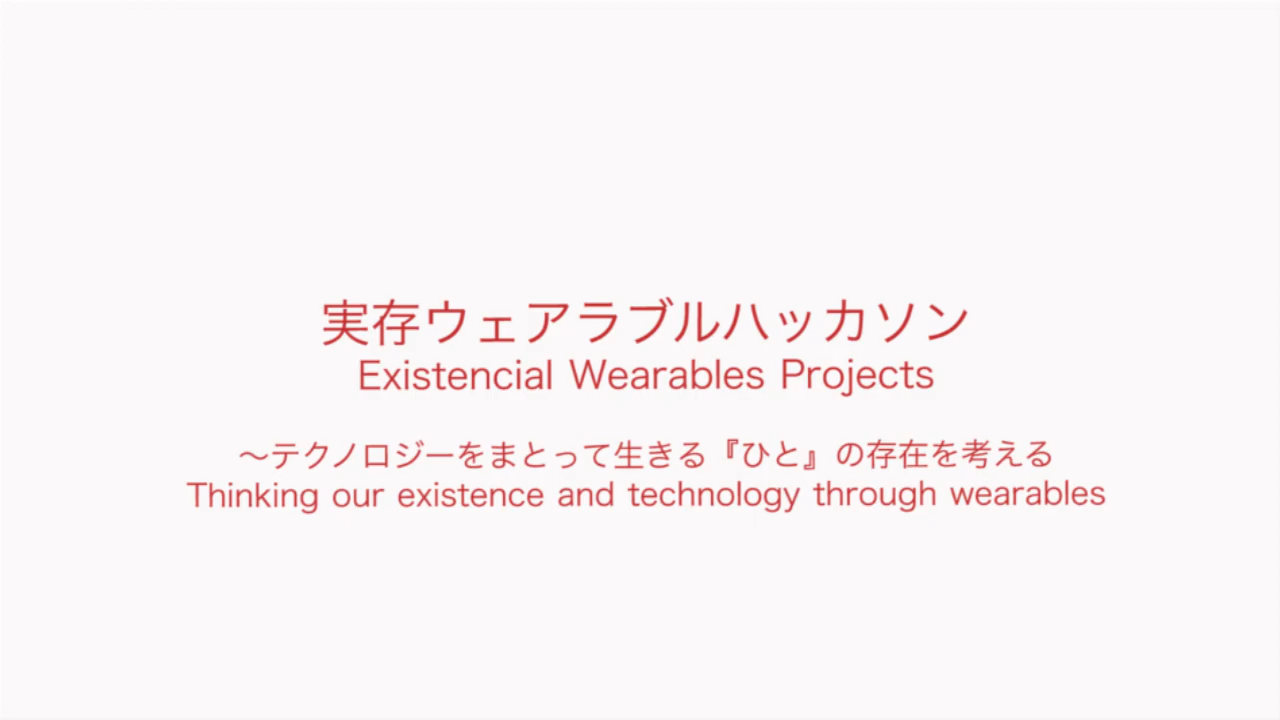 実存ウェアラブルハッカソン
Existencial Wearables Projects
〜テクノロジーをまとって生きる『ひと』の存在を考える
Thinking our existence and technology through wearables